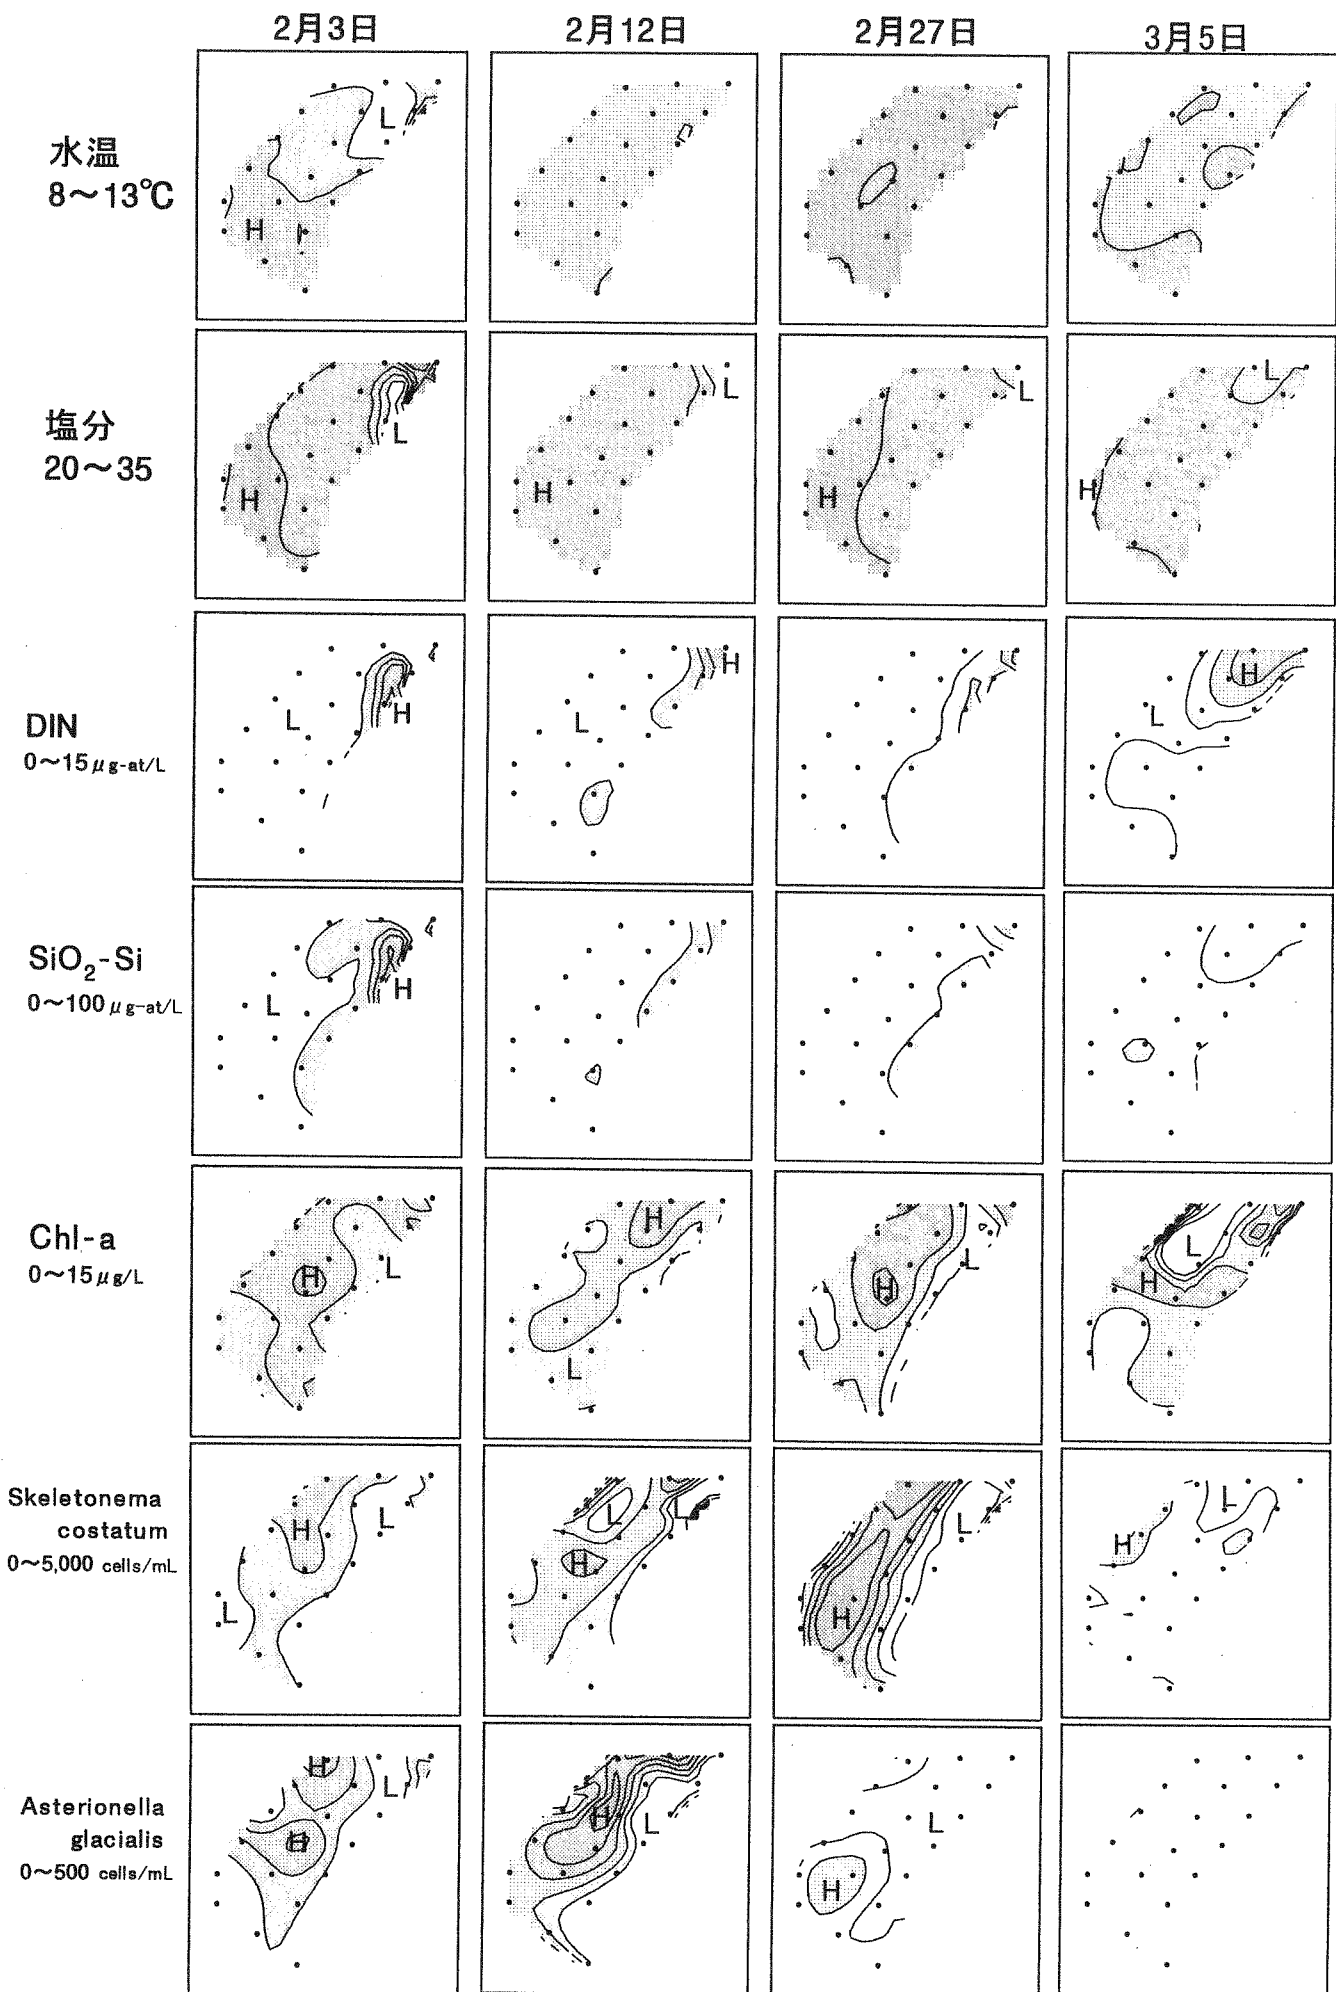 2月3日 2月12日 2月27日 3月5日
水温
8～13℃
L
H
塩分
20～35
L
H
L
H
L
H
L
H
DIN
0～15μg-at/L
L
H
L
H
L
H
SiO₂-Si
0～100μg-at/L
L
H
Chl-a
0～15μg/L
H
L
H
L
H
L
L
H
Skeletonema
costatum
0～5,000 cells/mL
H
L
L
L
L
H
L
H
L
H
Asterionella
glacialis
0～500 cells/mL
H
L
H
H
L
L
H